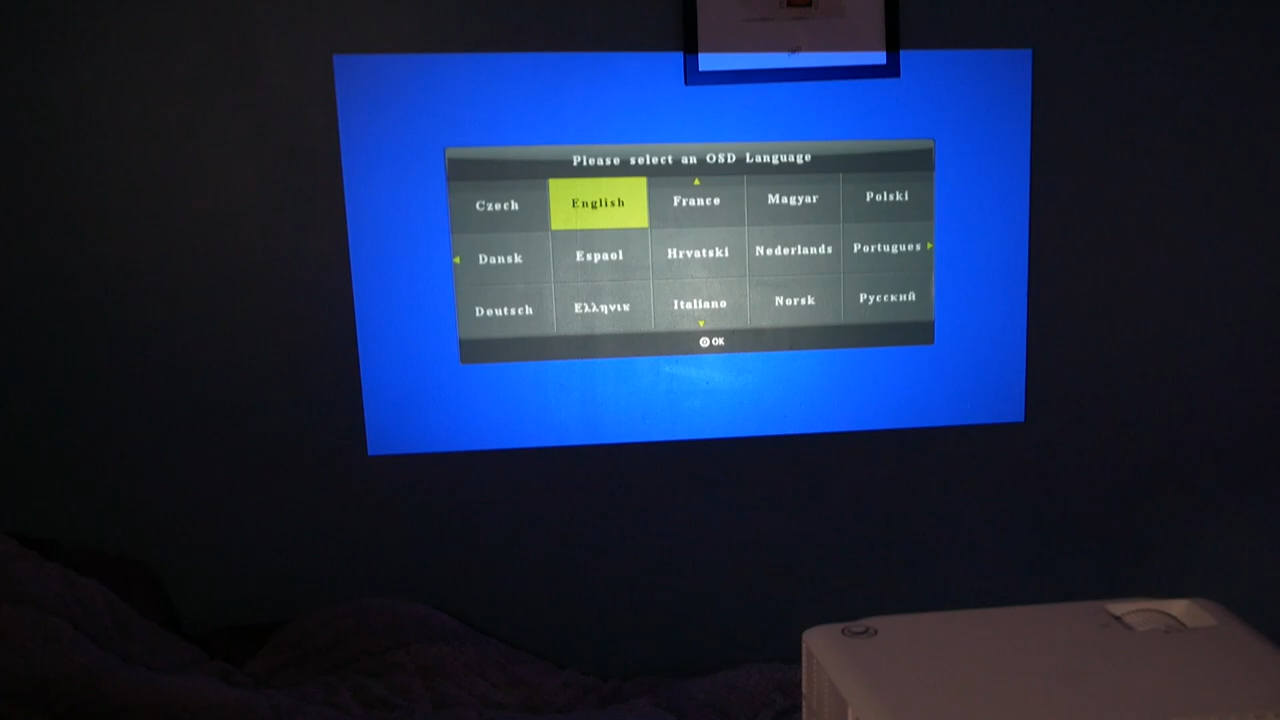 Please select an OSD Language
Czech English France Magyar Polski
Dansk Espaol Hrvatski Nederlands Portugues
Deutsch Ελληνικ Italiano Norsk Русский
OK